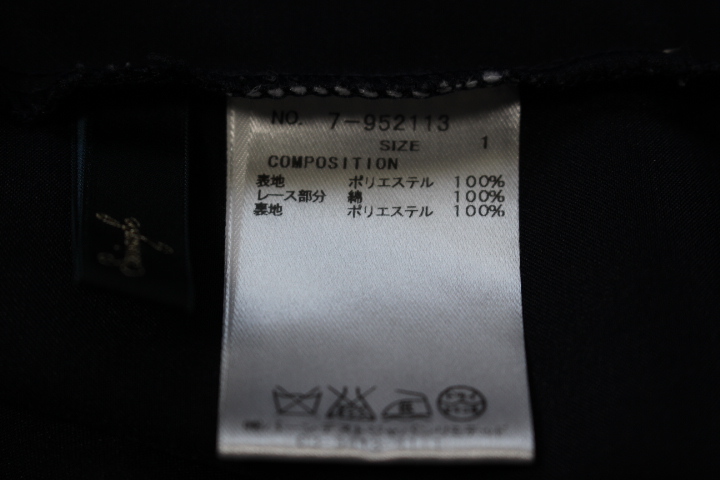 NO. 7-952113
SIZE 1
COMPOSITION
表地 ポリエステル 100%
レース部分 綿 100%
裏地 ポリエステル 100%